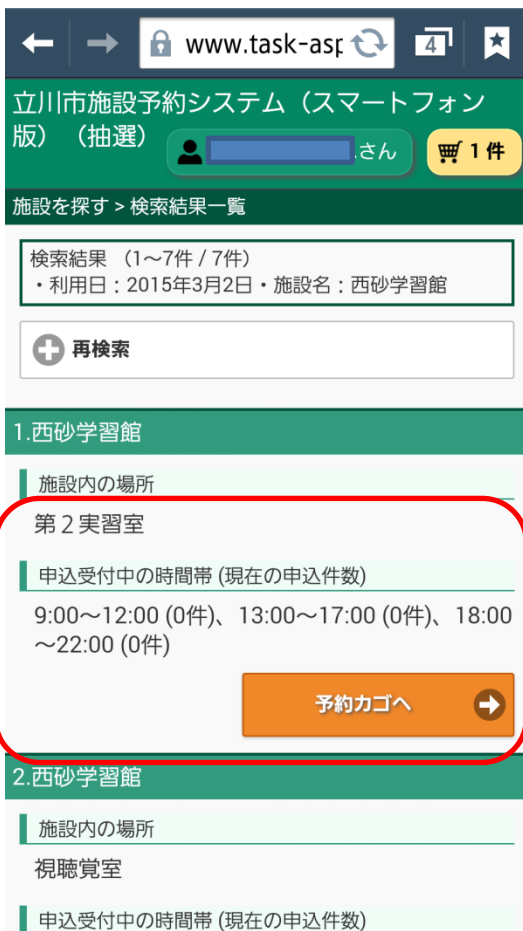 www.task-asp
4
立川市施設予約システム（スマートフォン
版）（抽選）
さん
1件
施設を探す > 検索結果一覧
検索結果 （1～7件 / 7件）
・利用日：2015年3月2日・施設名：西砂学習館
再検索
1.西砂学習館
施設内の場所
第２実習室
申込受付中の時間帯 (現在の申込件数)
9:00～12:00 (0件)、13:00～17:00 (0件)、18:00
～22:00 (0件)
予約カゴへ
2.西砂学習館
施設内の場所
視聴覚室
申込受付中の時間帯 (現在の申込件数)